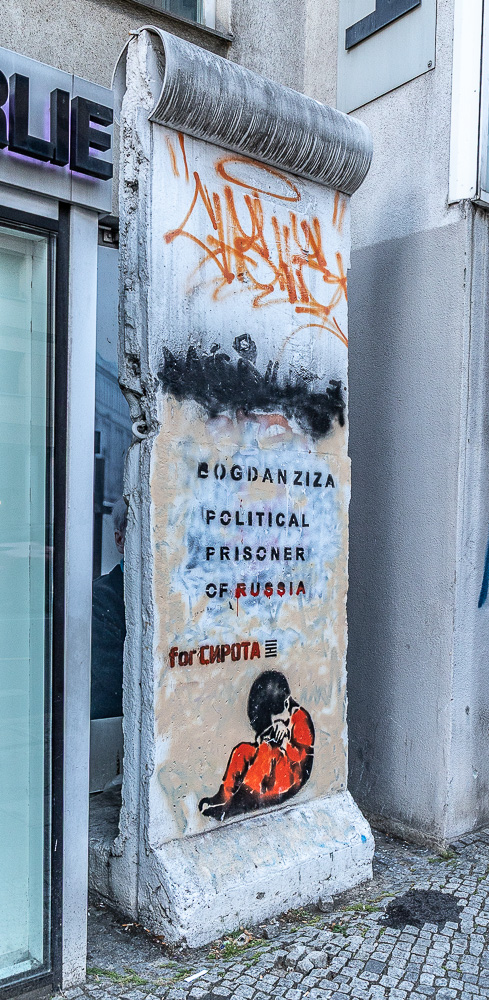 RLIE
BOGDAN ZIZA
POLITICAL
PRISONER
OF RUSSIA
for СИРОТА